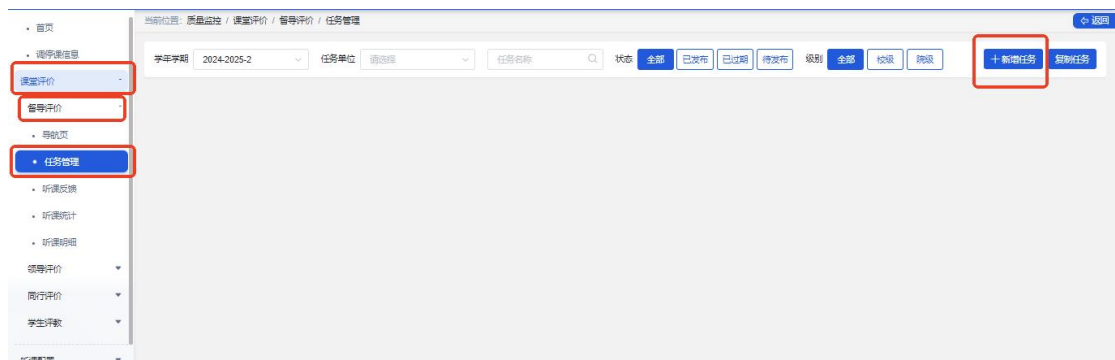 首页
当前位置: 质量监控 / 课堂评价 / 督导评价 / 任务管理
返回
调停课信息
学年学期 2024-2025-2 任务单位 请选择 任务名称 状态 全部 已发布 已过期 待发布 级别 全部 校级 院级 +新增任务 复制任务
课堂评价
督导评价
导航页
任务管理
听课反馈
听课统计
听课明细
领导评价
同行评价
学生评教
听课配置